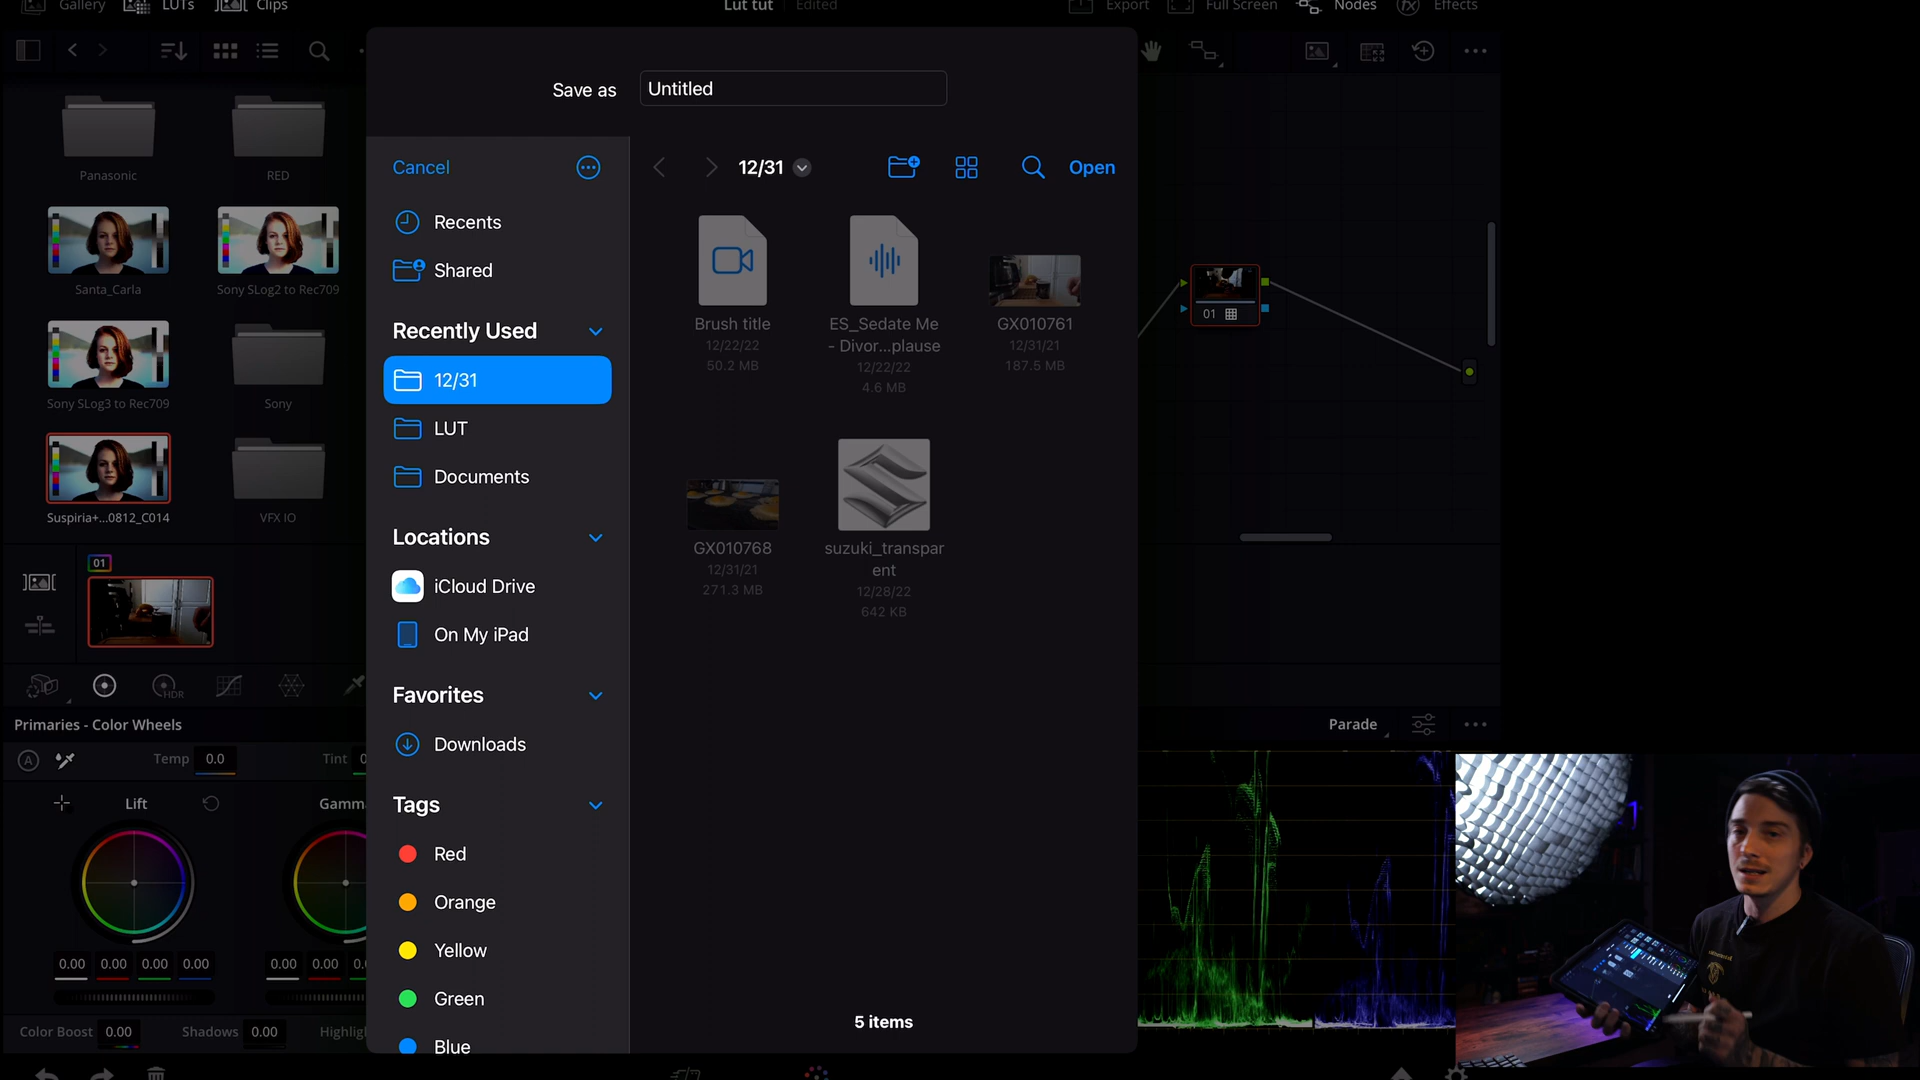 Gallery
LUTs
Clips
Lut tut
Edited
Export
Full Screen
Nodes
fx
Effects
Panasonic
RED
Santa_Carla
Sony SLog2 to Rec709
Sony SLog3 to Rec709
Sony
Suspiria+...0812_C014
VFX IO
01
HDR
Primaries - Color Wheels
A
Temp
0.0
Tint
0
Lift
Gamma
0.00 0.00 0.00 0.00
0.00 0.00 0
Color Boost 0.00
Shadows 0.00
Highlig
Save as
Untitled
Cancel
Recents
Shared
Recently Used
12/31
LUT
Documents
Locations
iCloud Drive
On My iPad
Favorites
Downloads
Tags
Red
Orange
Yellow
Green
Blue
12/31
Open
Brush title
12/22/22
50.2 MB
ES_Sedate Me
- Divor...plause
12/22/22
4.6 MB
GX010761
12/31/21
187.5 MB
GX010768
12/31/21
271.3 MB
suzuki_transpar
ent
12/28/22
642 KB
5 items
01
Parade